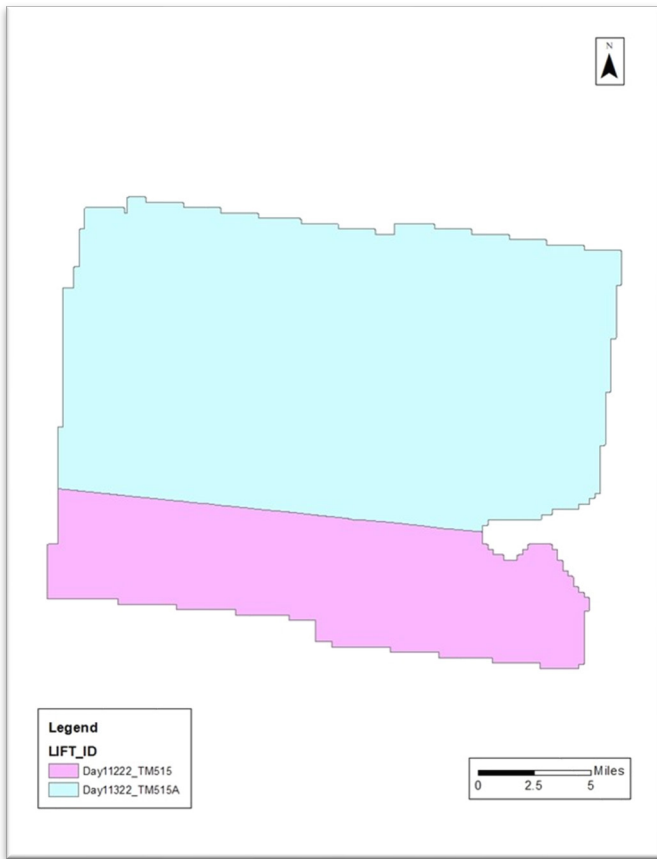 N
Legend
LIFT_ID
Day11222_TM515
Day11322_TM515A
Miles
0 2.5 5